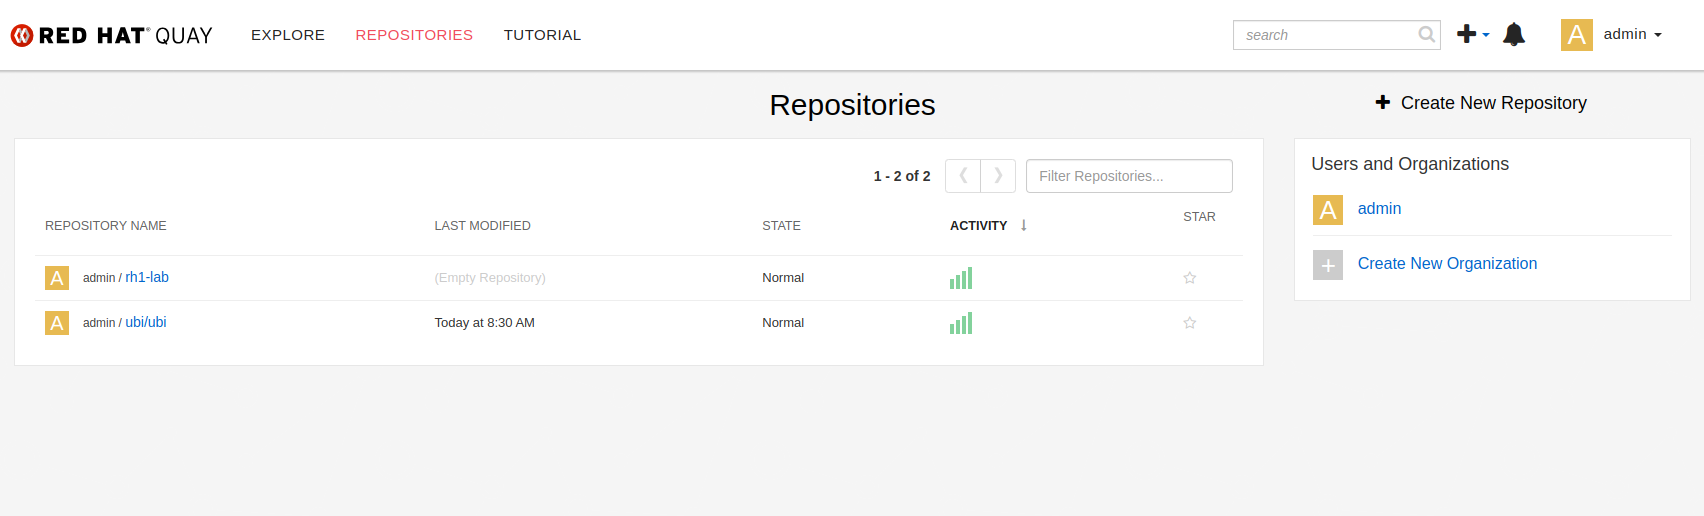 RED HAT® QUAY EXPLORE REPOSITORIES TUTORIAL search A admin
Repositories + Create New Repository
1 - 2 of 2 Filter Repositories... Users and Organizations
A admin
REPOSITORY NAME LAST MODIFIED STATE ACTIVITY STAR
+ Create New Organization
A admin / rh1-lab (Empty Repository) Normal
A admin / ubi/ubi Today at 8:30 AM Normal